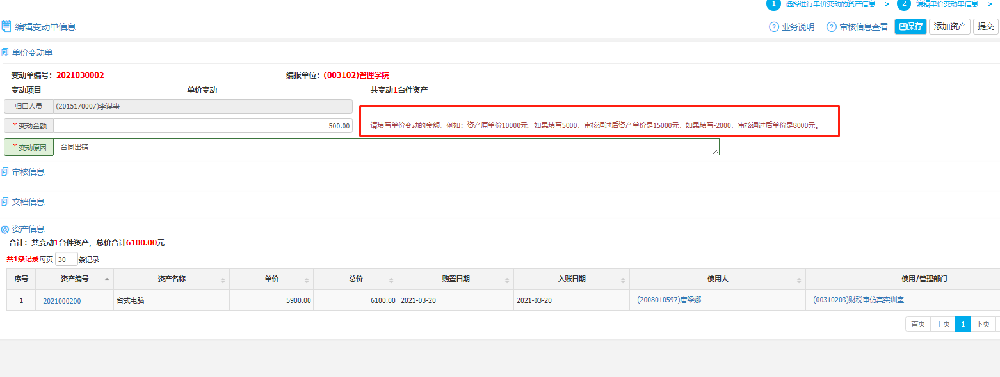 1 选择进行单价变动的资产信息 > 2 编辑单价变动单信息 >
编辑变动单信息 ? 业务说明 ? 审核信息查看 保存 添加资产 提交
单价变动单
变动单编号：2021030002 编报单位：(003102)管理学院
变动项目 单价变动 共变动1台件资产
归口人员 (2015170007)李谋事
* 变动金额 500.00 请填写单价变动的金额，例如：资产原单价10000元，如果填写5000，审核通过后资产单价是15000元，如果填写-2000，审核通过后单价是8000元。
* 变动原因 合同出错
审核信息
文档信息
资产信息
合计：共变动1台件资产，总价合计6100.00元
共1条记录每页 30 条记录
序号 资产编号 资产名称 单价 总价 购置日期 入账日期 使用人 使用/管理部门
1 2021000200 台式电脑 5900.00 6100.00 2021-03-20 2021-03-20 (2008010597)唐梁娜 (00310203)财税审仿真实训室
首页 上页 1 下页